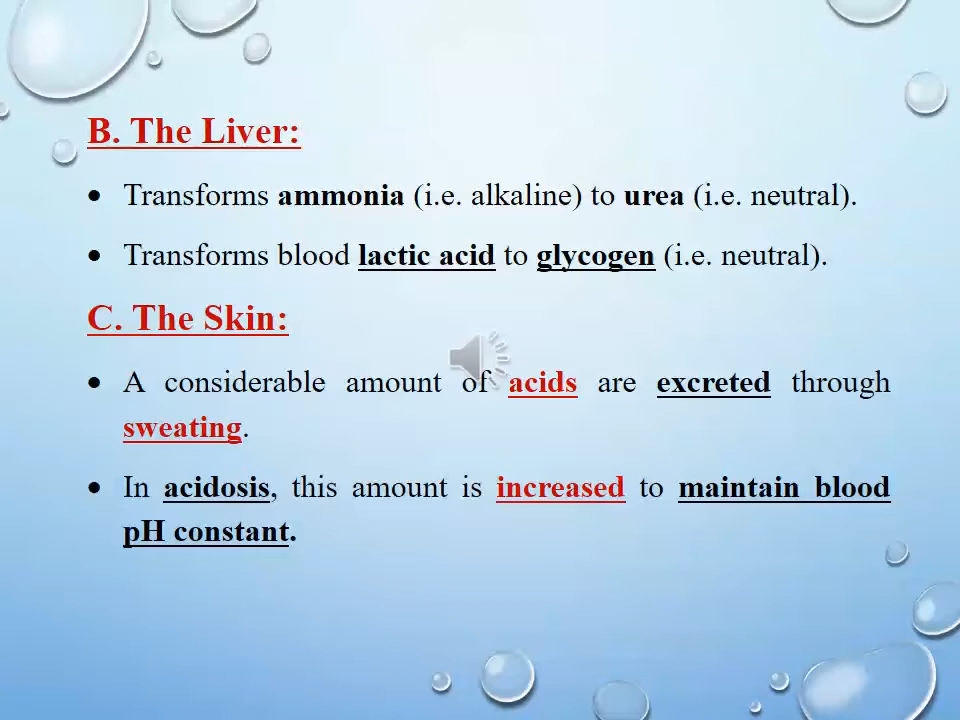 B. The Liver:
• Transforms ammonia (i.e. alkaline) to urea (i.e. neutral).
• Transforms blood lactic acid to glycogen (i.e. neutral).
C. The Skin:
• A considerable amount of acids are excreted through
sweating.
• In acidosis, this amount is increased to maintain blood
pH constant.